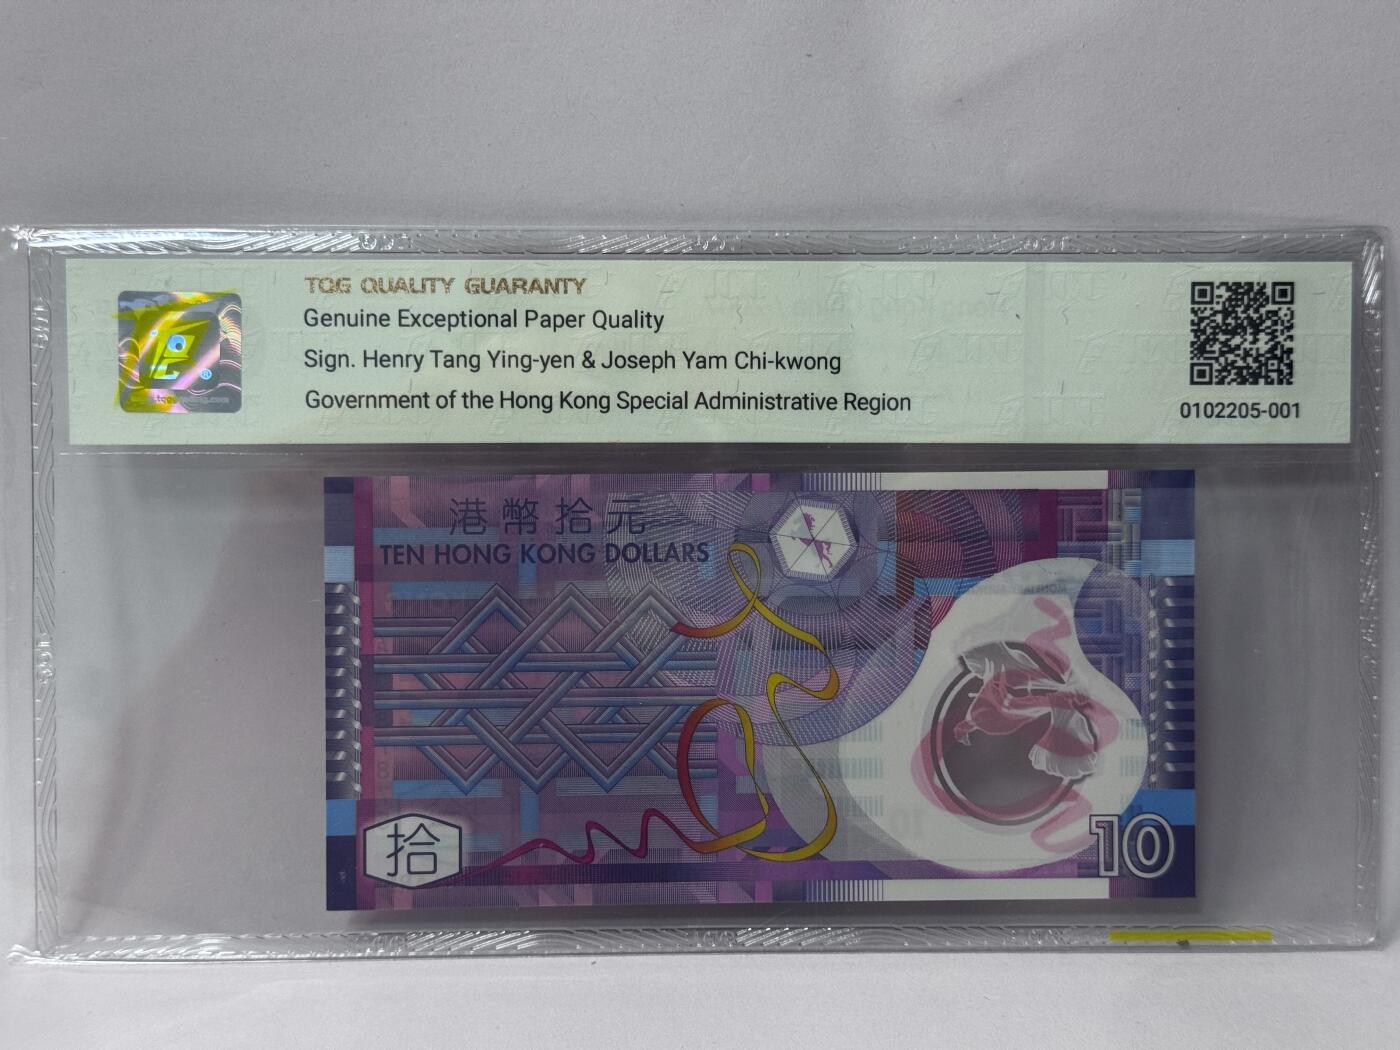 TQG QUALITY GUARANTY
Genuine Exceptional Paper Quality
Sign. Henry Tang Ying-yen & Joseph Yam Chi-kwong
Government of the Hong Kong Special Administrative Region
0102205-001
港幣拾元
TEN HONG KONG DOLLARS
拾
10